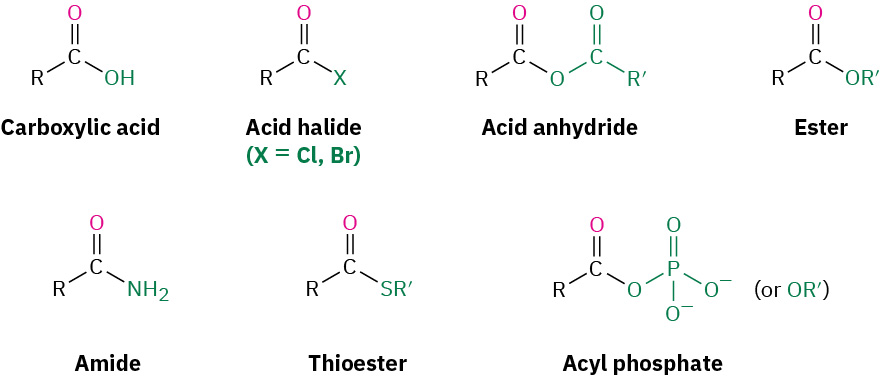 O O O O O
C C C C C
R OH R X R O R′ R OR′
Carboxylic acid Acid halide Acid anhydride Ester
(X = Cl, Br)
O O O O
C C C P
R NH₂ R SR′ R O O⁻ (or OR′)
O⁻
Amide Thioester Acyl phosphate